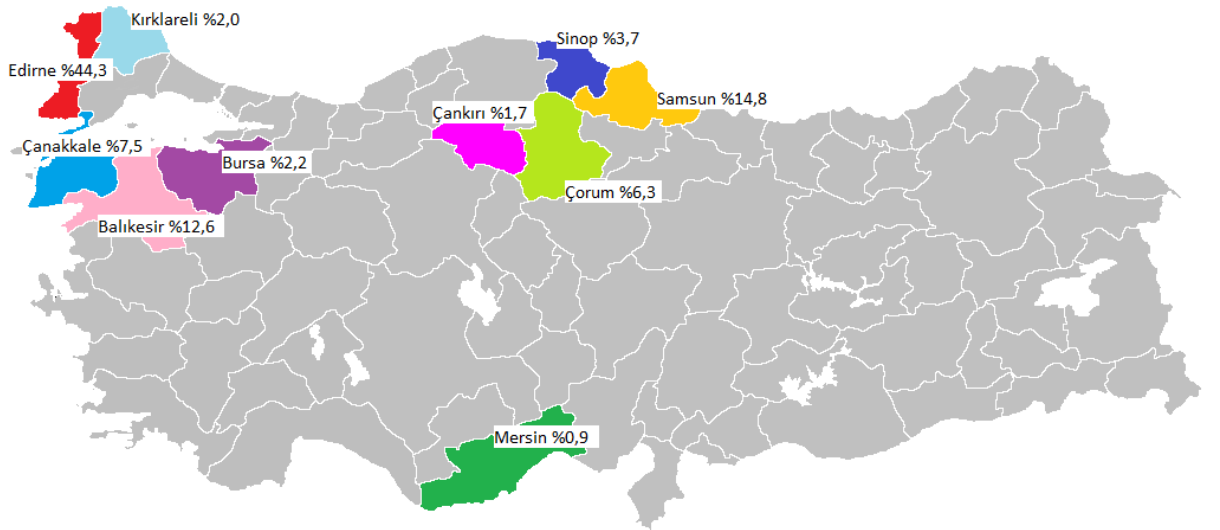 Kırklareli %2,0
Sinop %3,7
Edirne %44,3
Samsun %14,8
Çankırı %1,7
Çanakkale %7,5
Bursa %2,2
Çorum %6,3
Balıkesir %12,6
Mersin %0,9